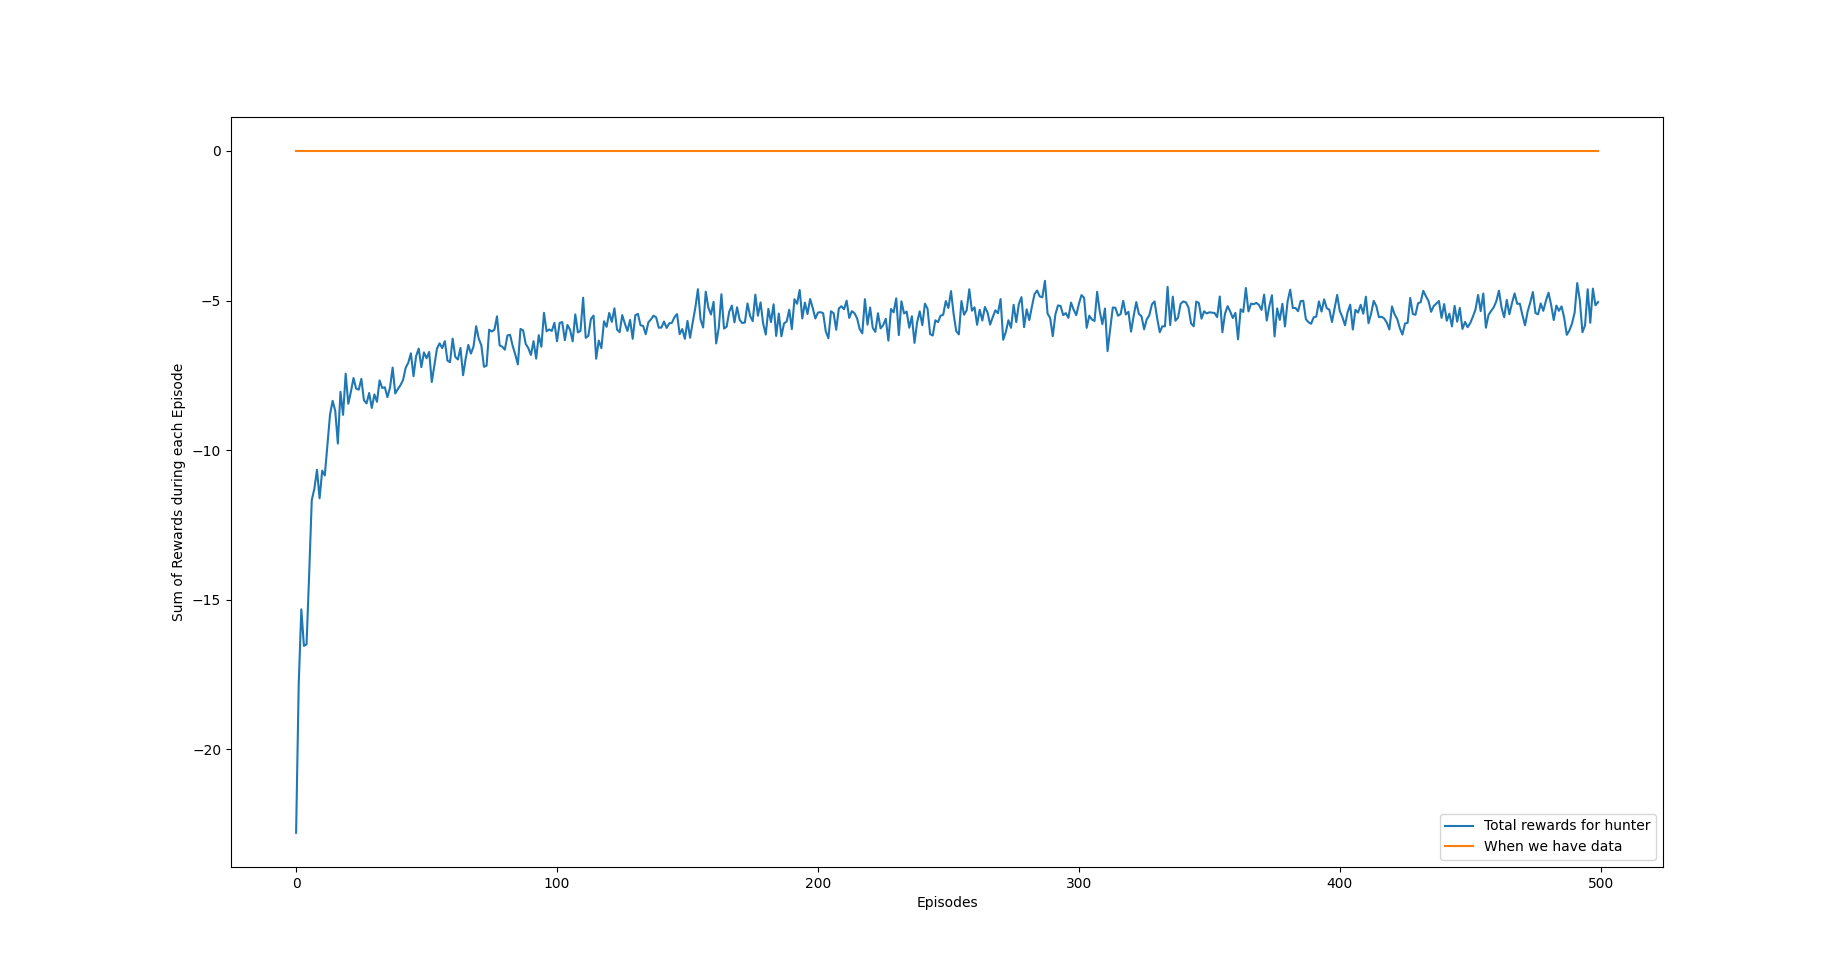 0
−5
−10
−15
−20
Sum of Rewards during each Episode
Total rewards for hunter
When we have data
0
100
200
300
400
500
Episodes